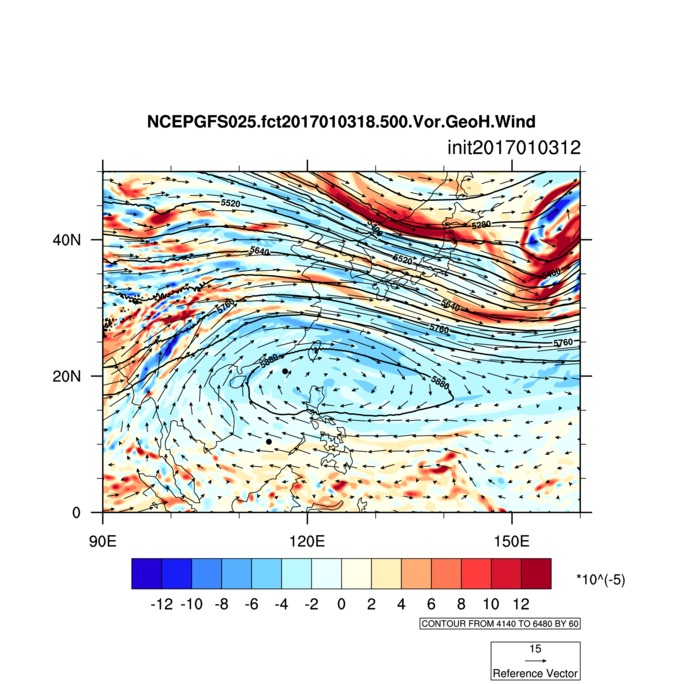 NCEPGFS025.fct2017010318.500.Vor.GeoH.Wind
init2017010312
5520
5280
40N
5640
5520
5640
5760
5760
5760
5880
5880
20N
0
90E 120E 150E
-12 -10 -8 -6 -4 -2 0 2 4 6 8 10 12
*10^(-5)
CONTOUR FROM 4140 TO 6480 BY 60
15
Reference Vector